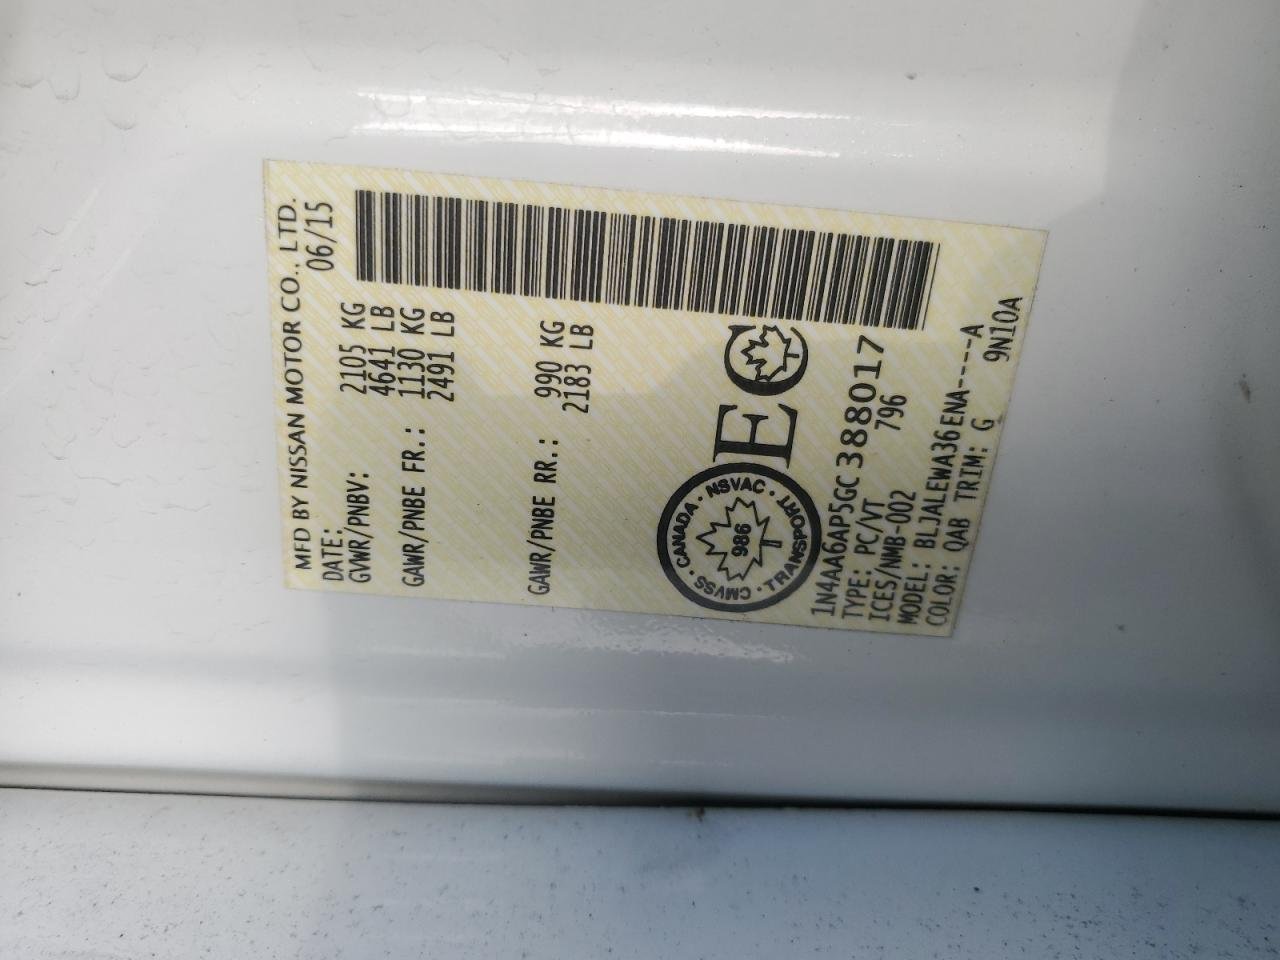 MFD BY NISSAN MOTOR CO., LTD.
DATE: 06/15
GVWR/PNBV: 2105 KG
4641 LB
GAWR/PNBE FR.: 1130 KG
2491 LB
GAWR/PNBE RR.: 990 KG
2183 LB
CANADA · NSVAC · TRANSPORT · CMVSS ·
986
EC
1N4AA6AP5GC388017
TYPE: PC/VT 796
ICES/NMB-002
MODEL: BLJALEWA36ENA----A
COLOR: QAB TRIM: G 9N10A